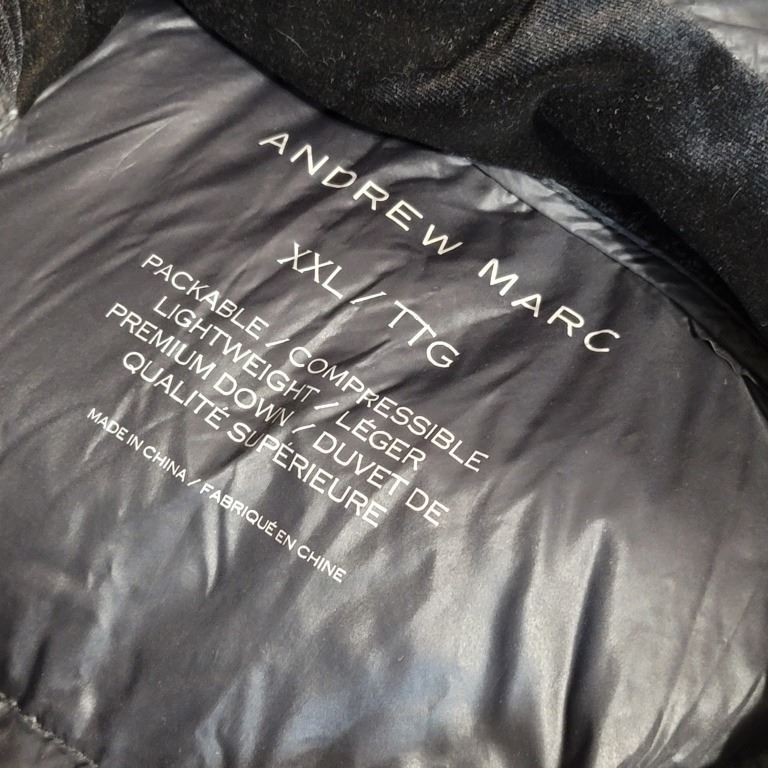 ANDREW MARC
XXL / TTG
PACKABLE / COMPRESSIBLE
LIGHTWEIGHT / LÉGER
PREMIUM DOWN / DUVET DE
QUALITÉ SUPÉRIEURE
MADE IN CHINA / FABRIQUÉ EN CHINE